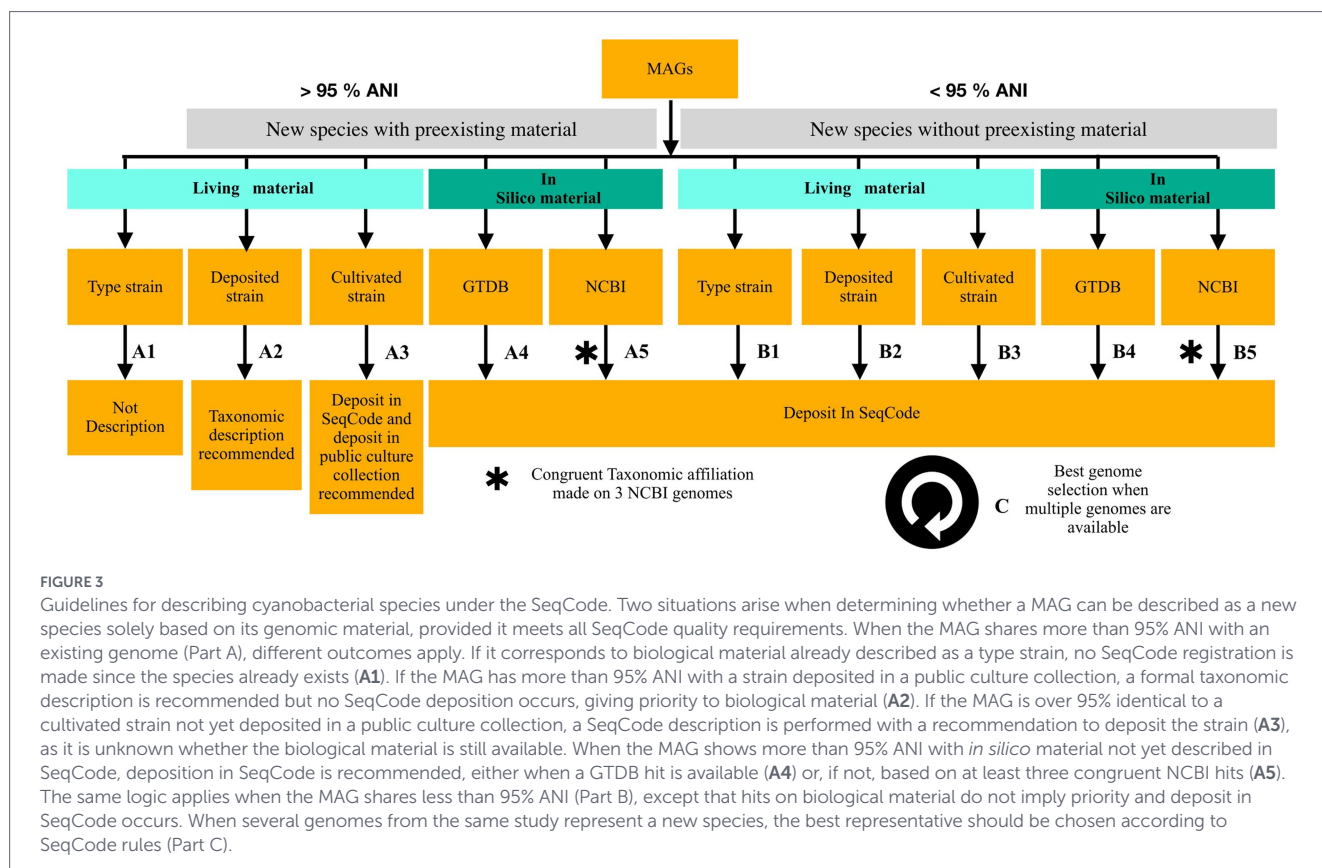 MAGs
> 95 % ANI
< 95 % ANI
New species with preexisting material
New species without preexisting material
Living material
In
Silico material
Living material
In
Silico material
Type strain
Deposited
strain
Cultivated
strain
GTDB
NCBI
Type strain
Deposited
strain
Cultivated
strain
GTDB
NCBI
A1
A2
A3
A4
* A5
B1
B2
B3
B4
* B5
Not
Description
Taxonomic
description
recommended
Deposit in
SeqCode and
deposit in
public culture
collection
recommended
Deposit In SeqCode
* Congruent Taxonomic affiliation
made on 3 NCBI genomes
C
Best genome
selection when
multiple genomes are
available
FIGURE 3
Guidelines for describing cyanobacterial species under the SeqCode. Two situations arise when determining whether a MAG can be described as a new
species solely based on its genomic material, provided it meets all SeqCode quality requirements. When the MAG shares more than 95% ANI with an
existing genome (Part A), different outcomes apply. If it corresponds to biological material already described as a type strain, no SeqCode registration is
made since the species already exists (A1). If the MAG has more than 95% ANI with a strain deposited in a public culture collection, a formal taxonomic
description is recommended but no SeqCode deposition occurs, giving priority to biological material (A2). If the MAG is over 95% identical to a
cultivated strain not yet deposited in a public culture collection, a SeqCode description is performed with a recommendation to deposit the strain (A3),
as it is unknown whether the biological material is still available. When the MAG shows more than 95% ANI with in silico material not yet described in
SeqCode, deposition in SeqCode is recommended, either when a GTDB hit is available (A4) or, if not, based on at least three congruent NCBI hits (A5).
The same logic applies when the MAG shares less than 95% ANI (Part B), except that hits on biological material do not imply priority and deposit in
SeqCode occurs. When several genomes from the same study represent a new species, the best representative should be chosen according to
SeqCode rules (Part C).